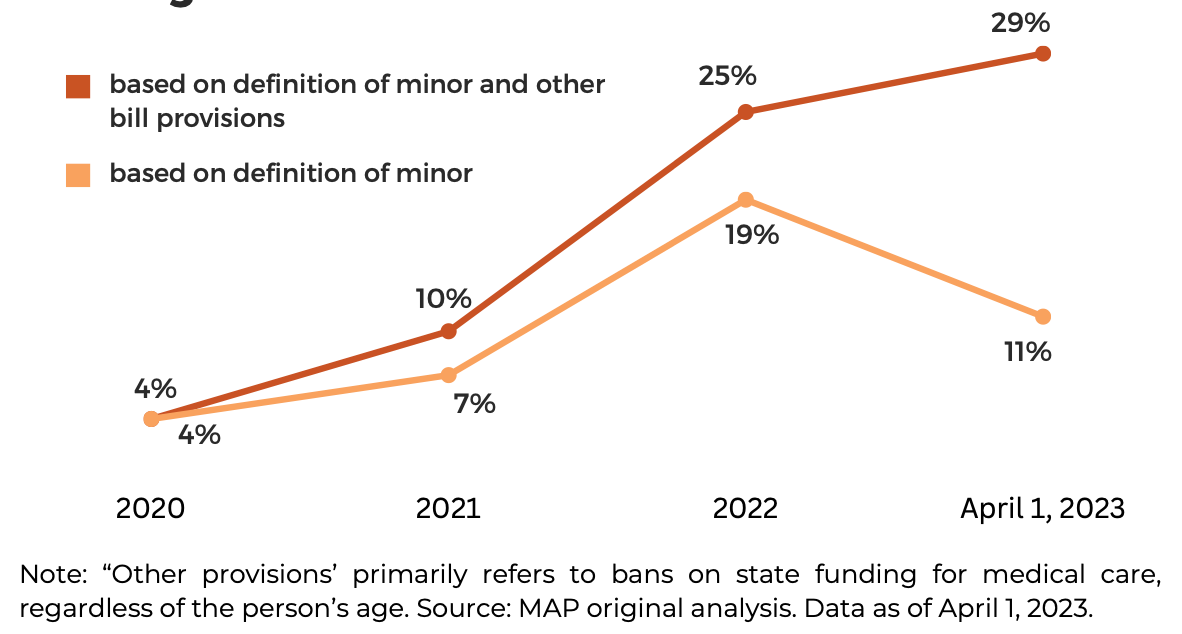 29%
based on definition of minor and other
bill provisions
25%
based on definition of minor
19%
10%
11%
4%
7%
4%
2020 2021 2022 April 1, 2023
Note: “Other provisions’ primarily refers to bans on state funding for medical care,
regardless of the person’s age. Source: MAP original analysis. Data as of April 1, 2023.